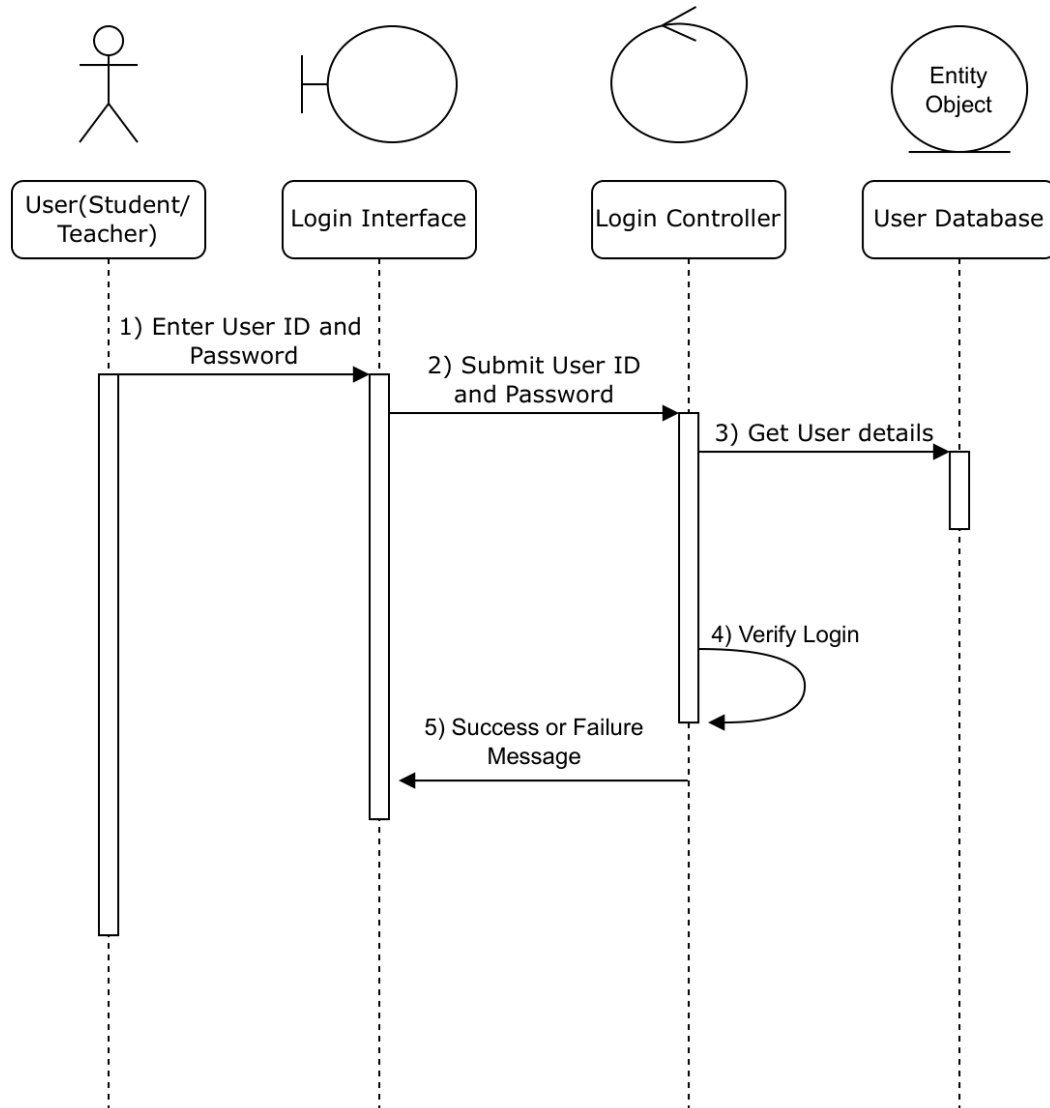 Entity
Object
User(Student/
Teacher)
Login Interface
Login Controller
User Database
1) Enter User ID and
Password
2) Submit User ID
and Password
3) Get User details
4) Verify Login
5) Success or Failure
Message